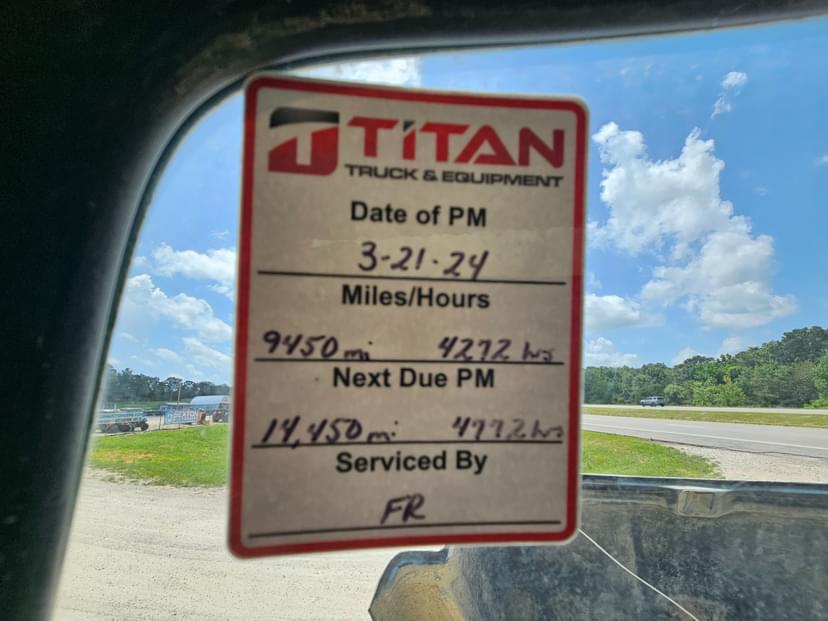 TITAN
TRUCK & EQUIPMENT
Date of PM
3-21-24
Miles/Hours
9450 mi 4272 hrs
Next Due PM
14,450 mi 4772 hrs
Serviced By
FR